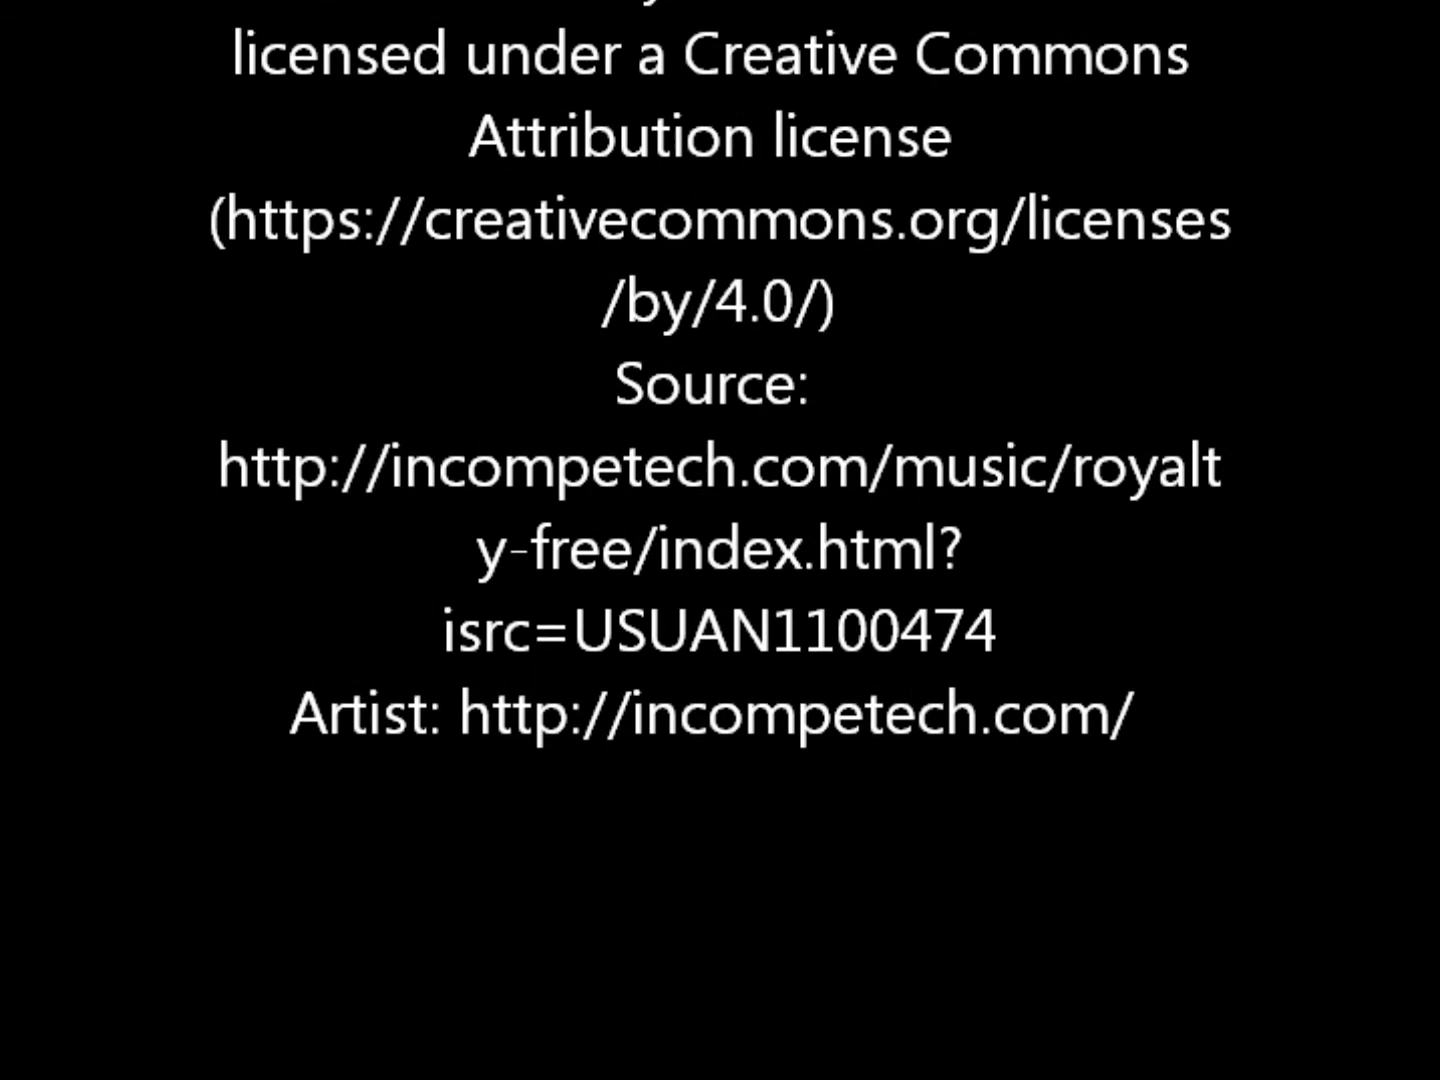 licensed under a Creative Commons
Attribution license
(https://creativecommons.org/licenses
/by/4.0/)
Source:
http://incompetech.com/music/royalt
y-free/index.html?
isrc=USUAN1100474
Artist: http://incompetech.com/